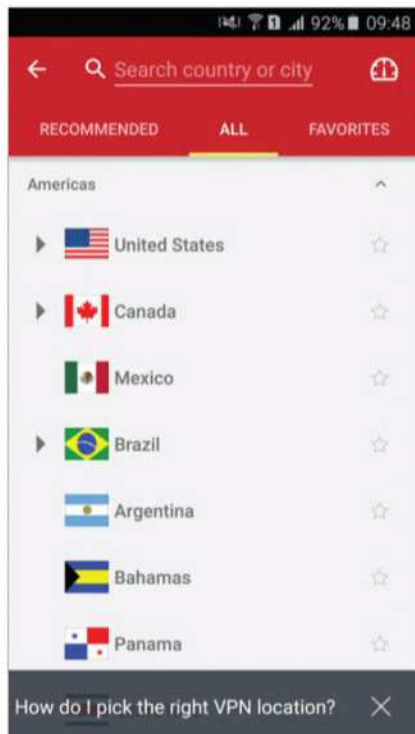 1 92% 09:48
Search country or city
RECOMMENDED ALL FAVORITES
Americas
United States
Canada
Mexico
Brazil
Argentina
Bahamas
Panama
How do I pick the right VPN location?